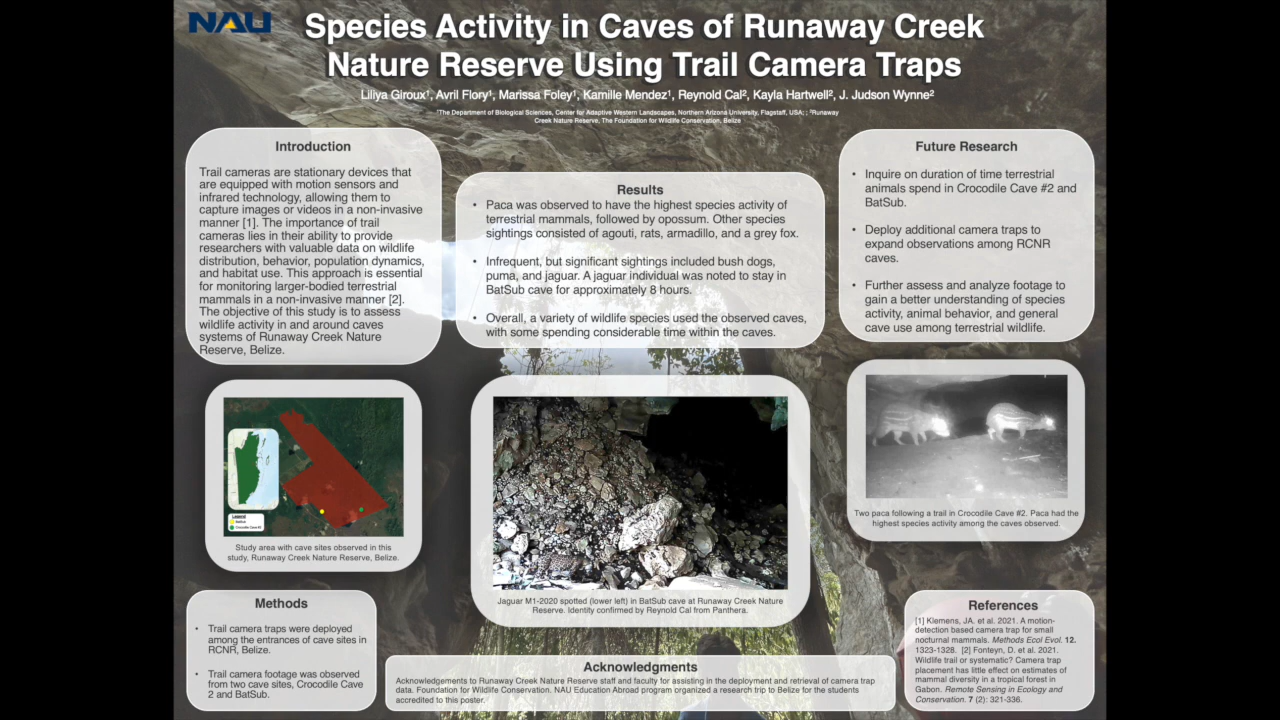 NAU
Species Activity in Caves of Runaway Creek
Nature Reserve Using Trail Camera Traps
Liliya Giroux¹, Avril Flory¹, Marissa Foley¹, Kamille Mendez¹, Reynold Cal², Kayla Hartwell², J. Judson Wynne²
¹The Department of Biological Sciences, Center for Adaptive Western Landscapes, Northern Arizona University, Flagstaff, USA; ; ²Runaway
Creek Nature Reserve, The Foundation for Wildlife Conservation, Belize
Introduction
Trail cameras are stationary devices that
are equipped with motion sensors and
infrared technology, allowing them to
capture images or videos in a non-invasive
manner [1]. The importance of trail
cameras lies in their ability to provide
researchers with valuable data on wildlife
distribution, behavior, population dynamics,
and habitat use. This approach is essential
for monitoring larger-bodied terrestrial
mammals in a non-invasive manner [2].
The objective of this study is to assess
wildlife activity in and around caves
systems of Runaway Creek Nature
Reserve, Belize.
Results
• Paca was observed to have the highest species activity of
terrestrial mammals, followed by opossum. Other species
sightings consisted of agouti, rats, armadillo, and a grey fox.
• Infrequent, but significant sightings included bush dogs,
puma, and jaguar. A jaguar individual was noted to stay in
BatSub cave for approximately 8 hours.
• Overall, a variety of wildlife species used the observed caves,
with some spending considerable time within the caves.
Future Research
• Inquire on duration of time terrestrial
animals spend in Crocodile Cave #2 and
BatSub.
• Deploy additional camera traps to
expand observations among RCNR
caves.
• Further assess and analyze footage to
gain a better understanding of species
activity, animal behavior, and general
cave use among terrestrial wildlife.
Legend
BatSub
Crocodile Cave #2
Study area with cave sites observed in this
study, Runaway Creek Nature Reserve, Belize.
Jaguar M1-2020 spotted (lower left) in BatSub cave at Runaway Creek Nature
Reserve. Identity confirmed by Reynold Cal from Panthera.
Two paca following a trail in Crocodile Cave #2. Paca had the
highest species activity among the caves observed.
Methods
• Trail camera traps were deployed
among the entrances of cave sites in
RCNR, Belize.
• Trail camera footage was observed
from two cave sites, Crocodile Cave
2 and BatSub.
Acknowledgments
Acknowledgements to Runaway Creek Nature Reserve staff and faculty for assisting in the deployment and retrieval of camera trap
data. Foundation for Wildlife Conservation. NAU Education Abroad program organized a research trip to Belize for the students
accredited to this poster.
References
[1] Klemens, JA. et al. 2021. A motion-
detection based camera trap for small
nocturnal mammals. Methods Ecol Evol. 12.
1323-1328. [2] Fonteyn, D. et al. 2021.
Wildlife trail or systematic? Camera trap
placement has little effect on estimates of
mammal diversity in a tropical forest in
Gabon. Remote Sensing in Ecology and
Conservation. 7 (2): 321-336.